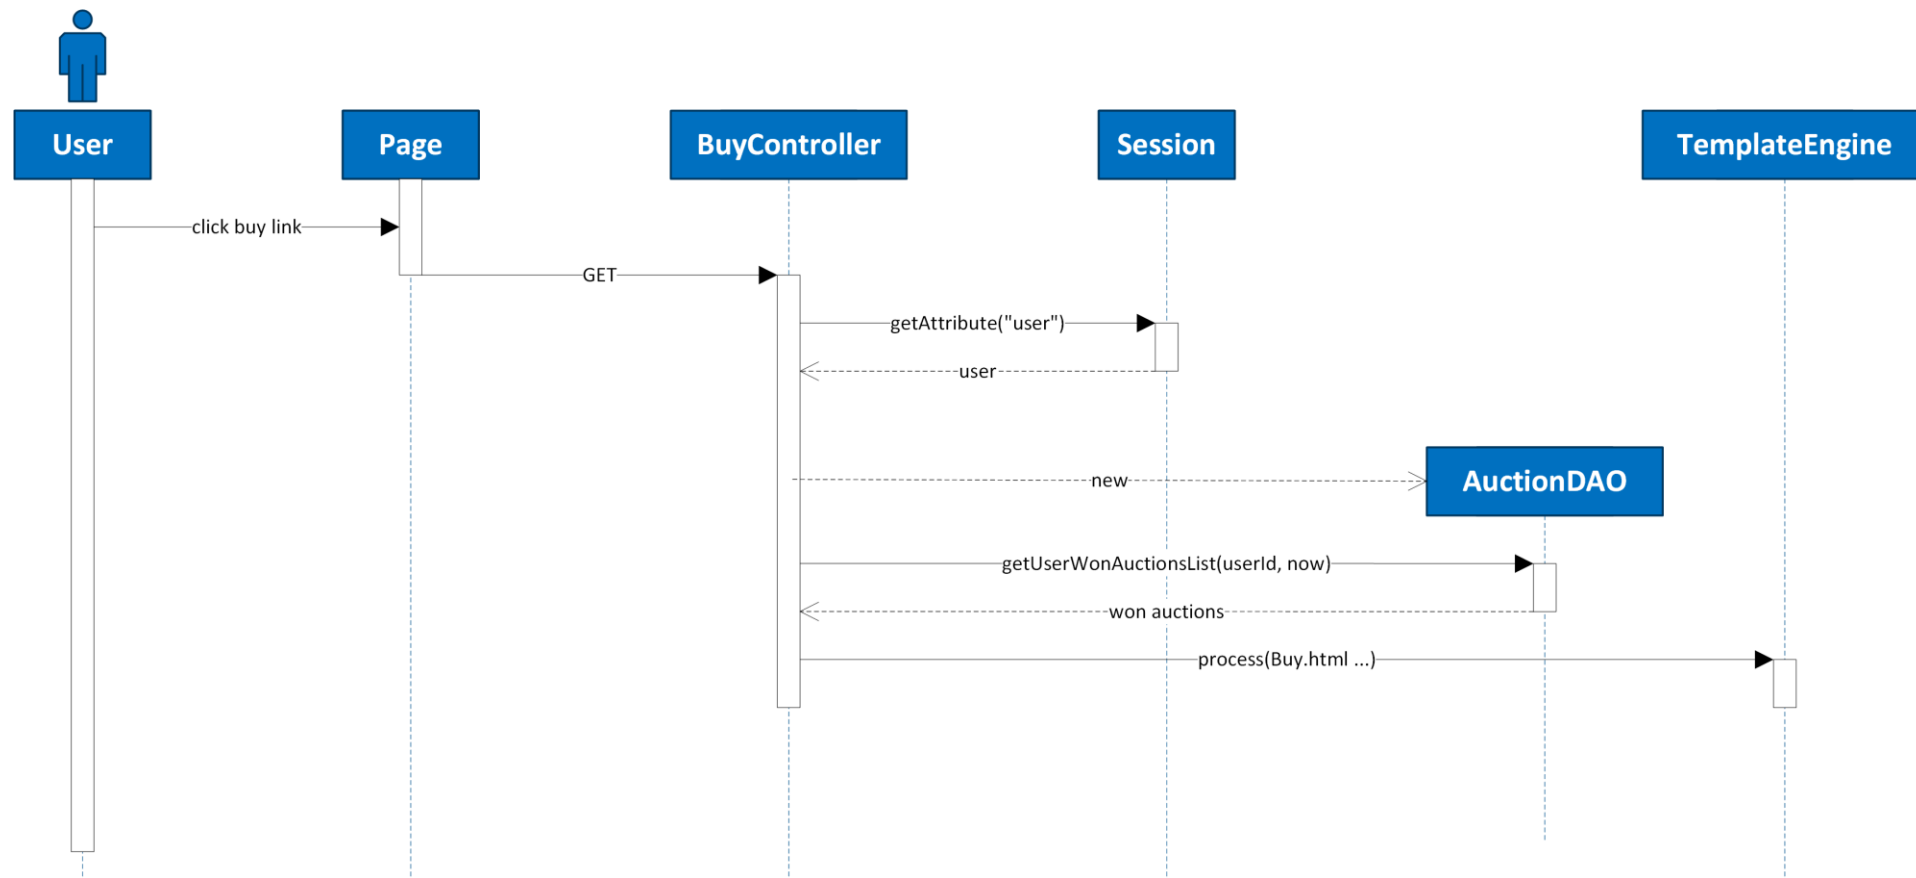 User
Page
BuyController
Session
TemplateEngine
click buy link
GET
getAttribute("user")
user
new
AuctionDAO
getUserWonAuctionsList(userId, now)
won auctions
process(Buy.html ...)